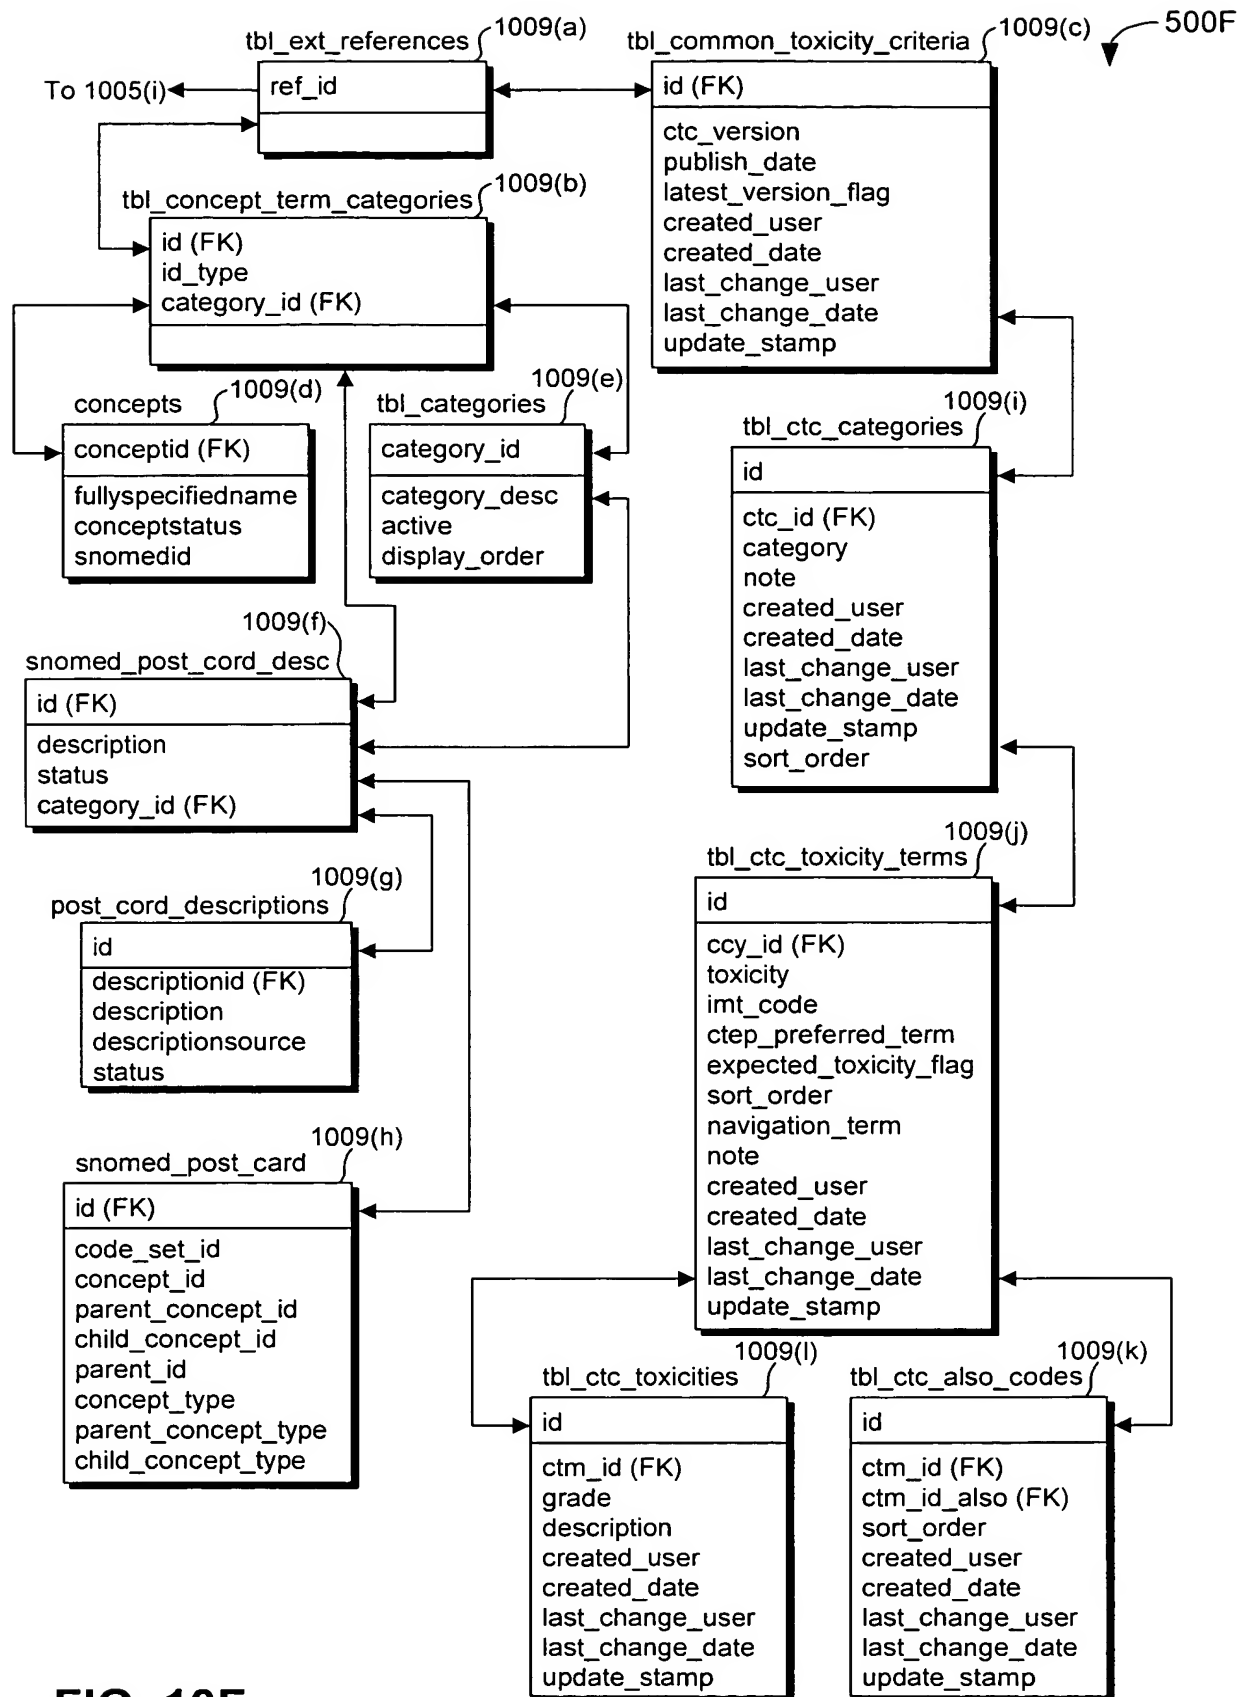 500F
1009(a)
tbl_ext_references
ref_id
To 1005(i)
1009(c)
tbl_common_toxicity_criteria
id (FK)
ctc_version
publish_date
latest_version_flag
created_user
created_date
last_change_user
last_change_date
update_stamp
1009(b)
tbl_concept_term_categories
id (FK)
id_type
category_id (FK)
1009(d)
concepts
conceptid (FK)
fullyspecifiedname
conceptstatus
snomedid
1009(e)
tbl_categories
category_id
category_desc
active
display_order
1009(i)
tbl_ctc_categories
id
ctc_id (FK)
category
note
created_user
created_date
last_change_user
last_change_date
update_stamp
sort_order
1009(f)
snomed_post_cord_desc
id (FK)
description
status
category_id (FK)
1009(g)
post_cord_descriptions
id
descriptionid (FK)
description
descriptionsource
status
1009(j)
tbl_ctc_toxicity_terms
id
ccy_id (FK)
toxicity
imt_code
ctep_preferred_term
expected_toxicity_flag
sort_order
navigation_term
note
created_user
created_date
last_change_user
last_change_date
update_stamp
1009(h)
snomed_post_card
id (FK)
code_set_id
concept_id
parent_concept_id
child_concept_id
parent_id
concept_type
parent_concept_type
child_concept_type
1009(l)
tbl_ctc_toxicities
id
ctm_id (FK)
grade
description
created_user
created_date
last_change_user
last_change_date
update_stamp
1009(k)
tbl_ctc_also_codes
id
ctm_id (FK)
ctm_id_also (FK)
sort_order
created_user
created_date
last_change_user
last_change_date
update_stamp
FIG.